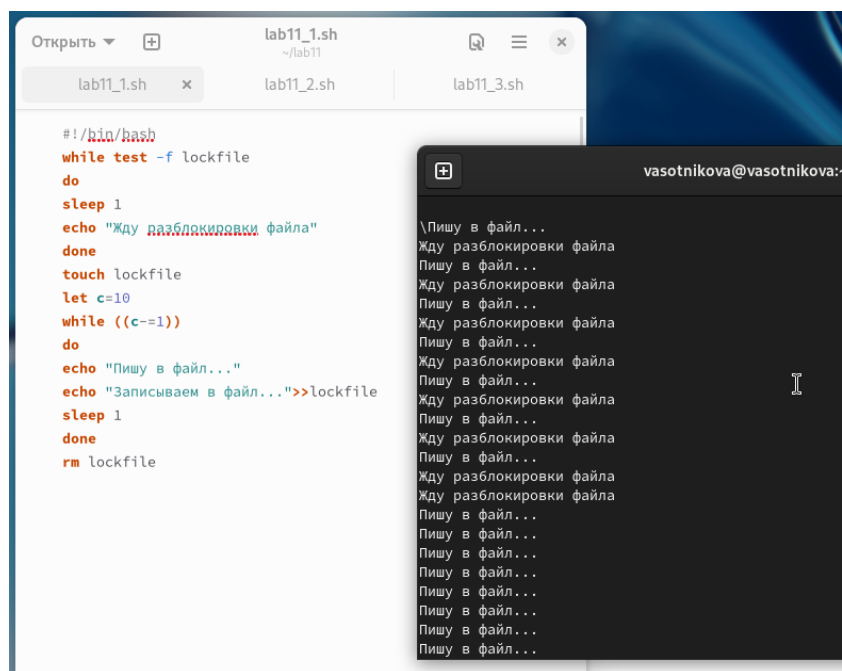 Открыть
lab11_1.sh
~/lab11
lab11_1.sh
lab11_2.sh
lab11_3.sh
#!/bin/bash
while test -f lockfile
do
sleep 1
echo "Жду разблокировки файла"
done
touch lockfile
let c=10
while ((c-=1))
do
echo "Пишу в файл..."
echo "Записываем в файл...">>lockfile
sleep 1
done
rm lockfile
vasotnikova@vasotnikova:~
\Пишу в файл...
Жду разблокировки файла
Пишу в файл...
Жду разблокировки файла
Пишу в файл...
Жду разблокировки файла
Пишу в файл...
Жду разблокировки файла
Пишу в файл...
Жду разблокировки файла
Пишу в файл...
Жду разблокировки файла
Пишу в файл...
Жду разблокировки файла
Жду разблокировки файла
Пишу в файл...
Пишу в файл...
Пишу в файл...
Пишу в файл...
Пишу в файл...
Пишу в файл...
Пишу в файл...
Пишу в файл...